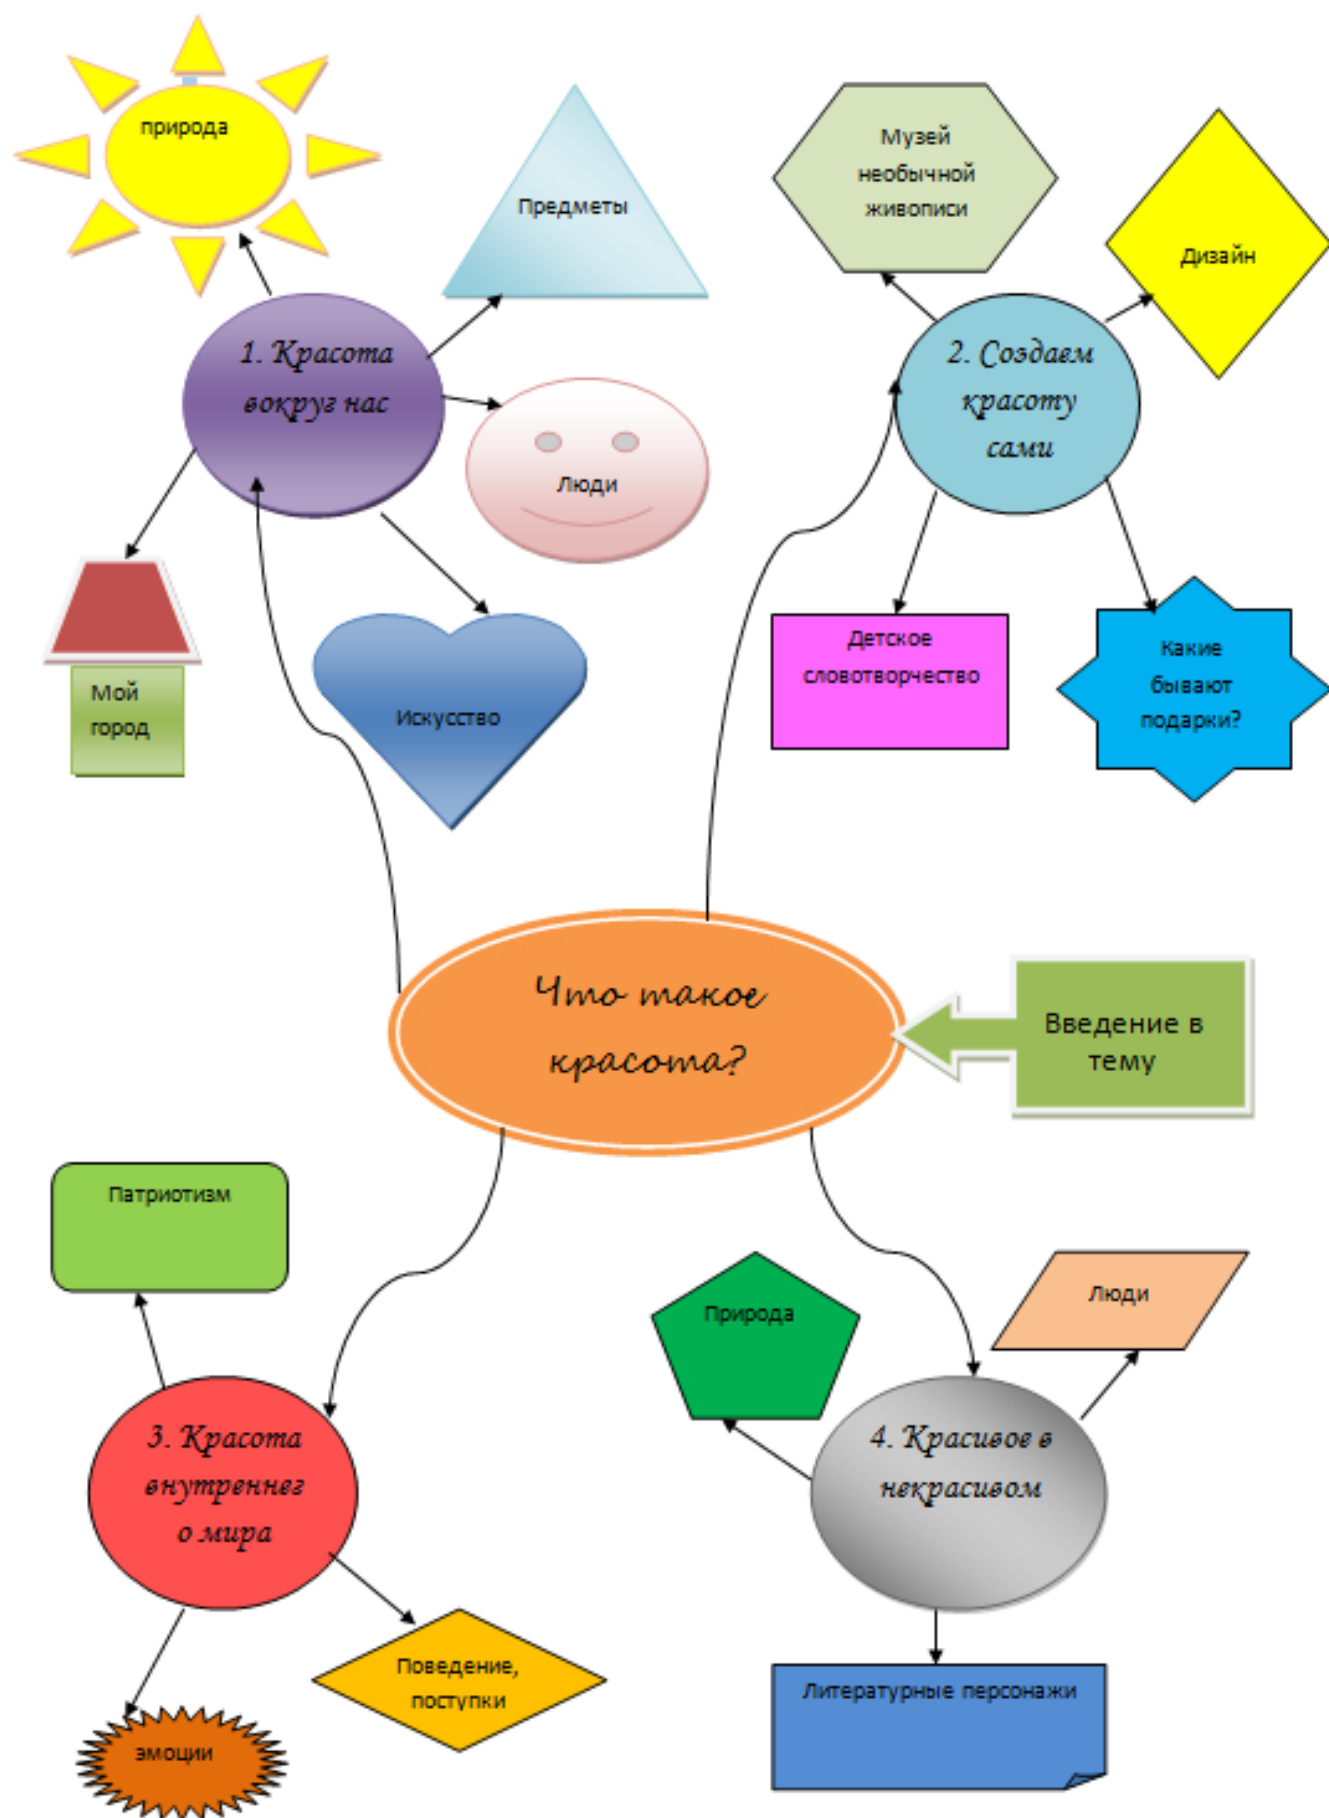 природа
Предметы
1. Красота
вокруг нас
Люди
Мой
город
Искусство
Музей
необычной
живописи
Дизайн
2. Создаем
красоту
сами
Детское
словотворчество
Какие
бывают
подарки?
Что такое
красота?
Введение в
тему
Патриотизм
3. Красота
внутреннег
о мира
Поведение,
поступки
эмоции
Природа
Люди
4. Красивое в
некрасивом
Литературные персонажи